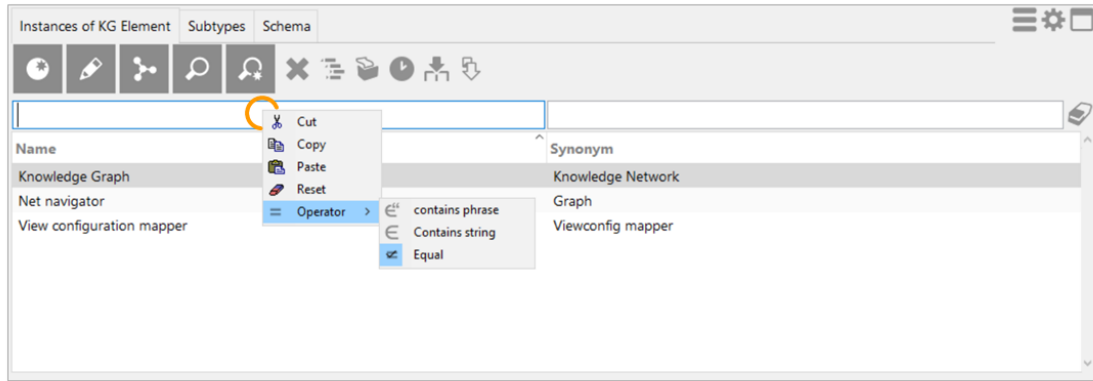 Instances of KG Element Subtypes Schema
Cut
Name Copy Synonym
Paste
Knowledge Graph Knowledge Network
Reset
Net navigator Graph
Operator contains phrase
View configuration mapper Viewconfig mapper
Contains string
Equal